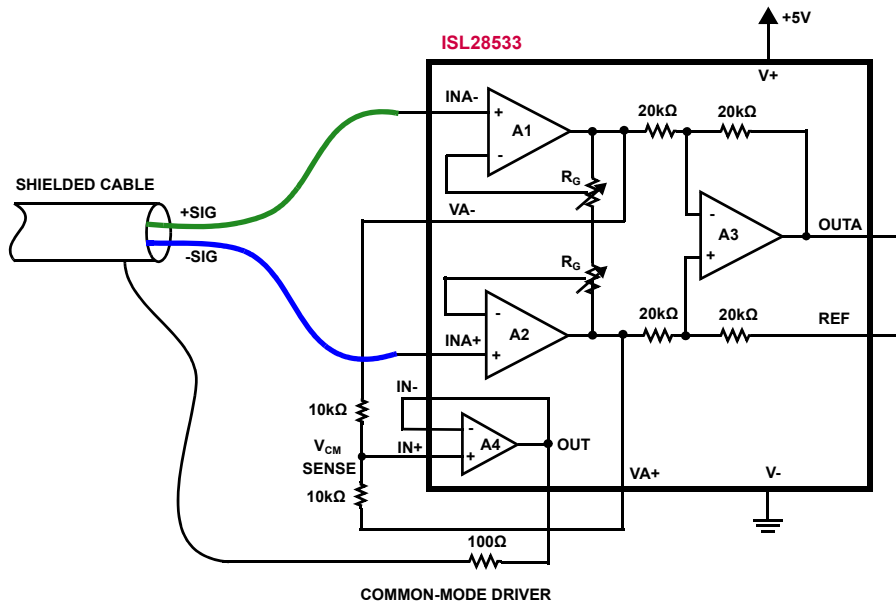 +5V
ISL28533
V+
INA-
+
A1
-
20kΩ
20kΩ
SHIELDED CABLE
+SIG
-SIG
RG
VA-
-
A3
+
OUTA
RG
20kΩ
20kΩ
REF
-
A2
+
INA+
IN-
10kΩ
-
A4
+
OUT
VCM
SENSE
IN+
10kΩ
VA+
V-
100Ω
COMMON-MODE DRIVER